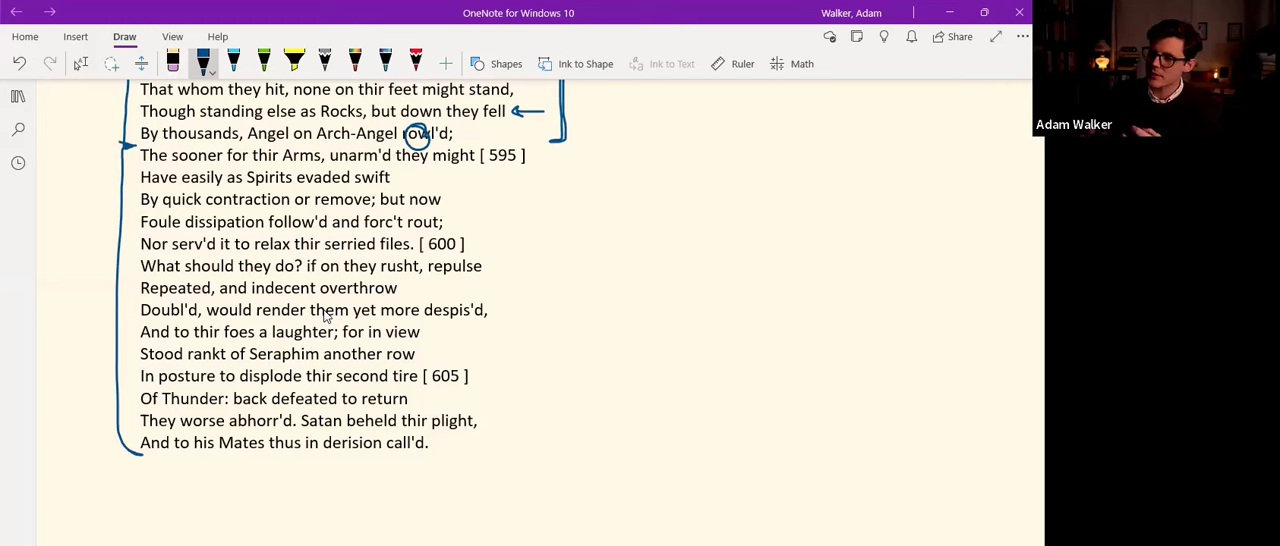 OneNote for Windows 10
Walker, Adam
Home Insert Draw View Help
Share
Shapes Ink to Shape Ink to Text Ruler Math
That whom they hit, none on thir feet might stand,
Though standing else as Rocks, but down they fell
By thousands, Angel on Arch-Angel rowl'd;
The sooner for thir Arms, unarm'd they might [ 595 ]
Have easily as Spirits evaded swift
By quick contraction or remove; but now
Foule dissipation follow'd and forc't rout;
Nor serv'd it to relax thir serried files. [ 600 ]
What should they do? if on they rusht, repulse
Repeated, and indecent overthrow
Doubl'd, would render them yet more despis'd,
And to thir foes a laughter; for in view
Stood rankt of Seraphim another row
In posture to displode thir second tire [ 605 ]
Of Thunder: back defeated to return
They worse abhorr'd. Satan beheld thir plight,
And to his Mates thus in derision call'd.
Adam Walker